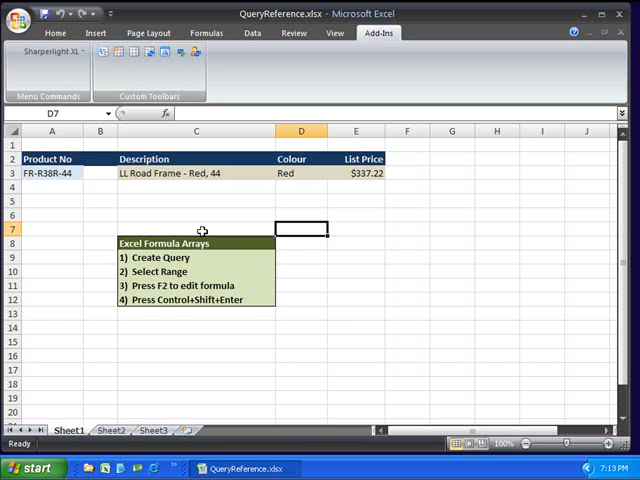 QueryReference.xlsx - Microsoft Excel
Home Insert Page Layout Formulas Data Review View Add-Ins
Sharperlight XL
Menu Commands Custom Toolbars
D7 fx
A B C D E F G H I J
1
2 Product No Description Colour List Price
3 FR-R38R-44 LL Road Frame - Red, 44 Red $337.22
4
5
6
7
8 Excel Formula Arrays
9 1) Create Query
10 2) Select Range
11 3) Press F2 to edit formula
12 4) Press Control+Shift+Enter
13
14
15
16
17
18
19
20
21
Sheet1 Sheet2 Sheet3
Ready 100%
start QueryReference.xlsx 7:13 PM